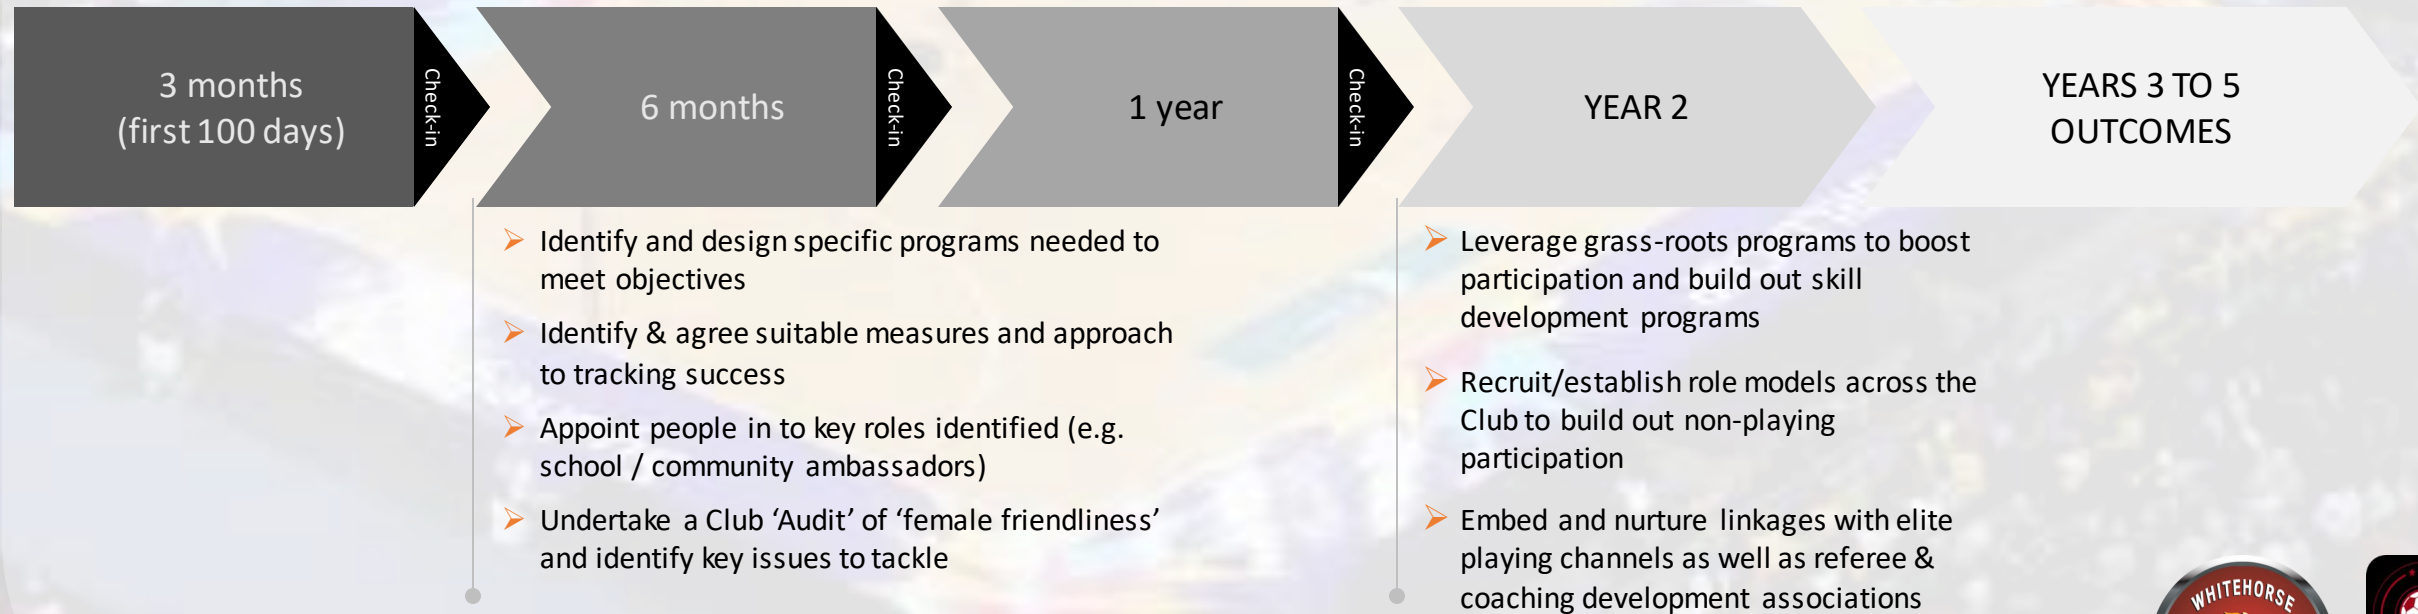 3 months
(first 100 days)
Check-in
6 months
Check-in
1 year
Check-in
YEAR 2
YEARS 3 TO 5
OUTCOMES
➢ Identify and design specific programs needed to
meet objectives
➢ Identify & agree suitable measures and approach
to tracking success
➢ Appoint people in to key roles identified (e.g.
school / community ambassadors)
➢ Undertake a Club ‘Audit’ of ‘female friendliness’
and identify key issues to tackle
➢ Leverage grass-roots programs to boost
participation and build out skill
development programs
➢ Recruit/establish role models across the
Club to build out non-playing
participation
➢ Embed and nurture linkages with elite
playing channels as well as referee &
coaching development associations
WHITEHORSE